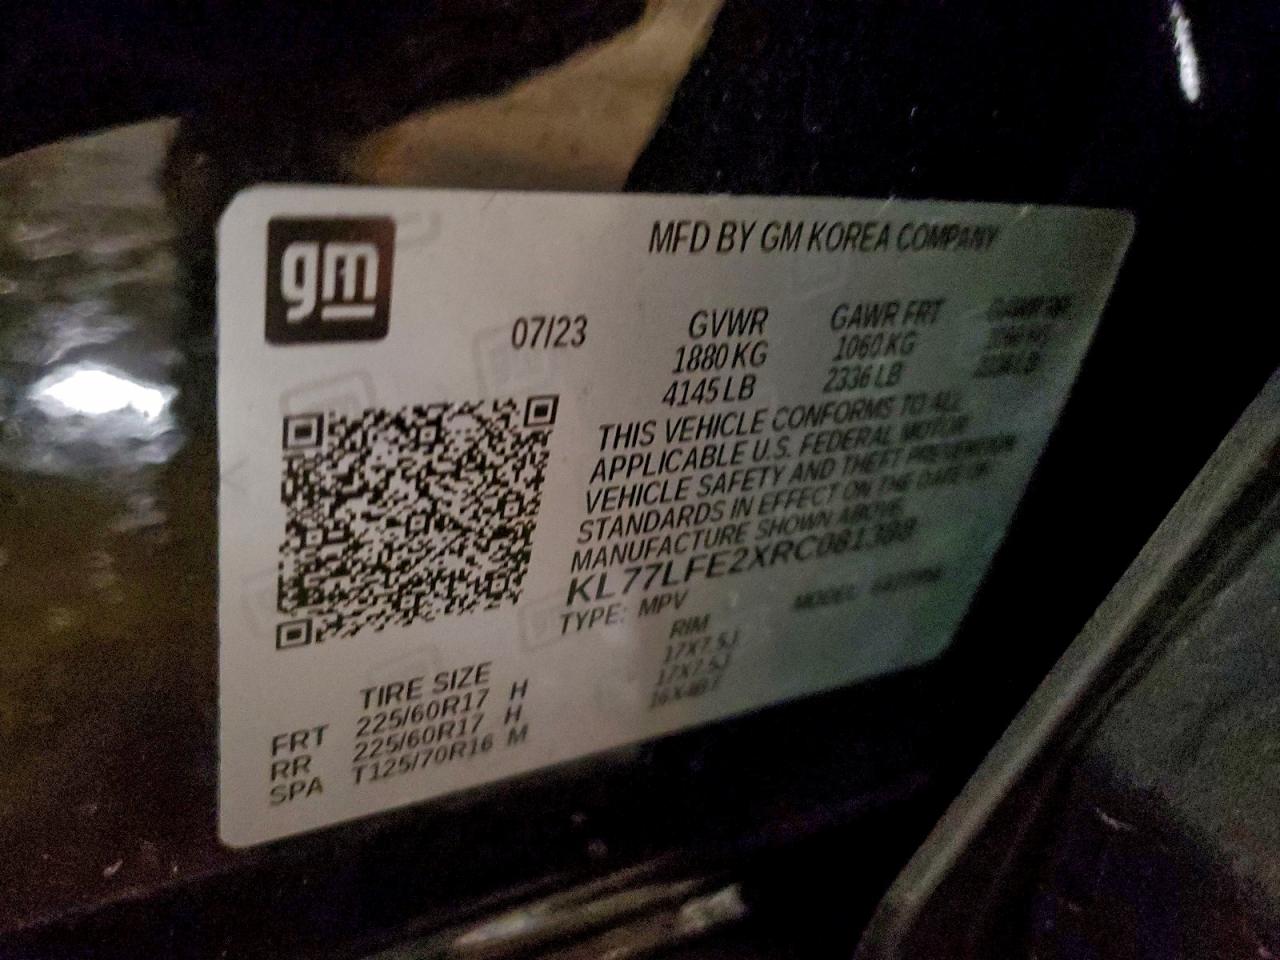 gm
MFD BY GM KOREA COMPANY
07/23 GVWR GAWR FRT
1880 KG 1060 KG
4145 LB 2336 LB
THIS VEHICLE CONFORMS TO ALL
APPLICABLE U.S. FEDERAL MOTOR
VEHICLE SAFETY AND THEFT PREVENTION
STANDARDS IN EFFECT ON THE DATE OF
MANUFACTURE SHOWN ABOVE.
TYPE: MPV MODEL:
TIRE SIZE RIM
FRT 225/60R17 H 17X7.5J
RR 225/60R17 H 17X7.5J
SPA T125/70R16 M